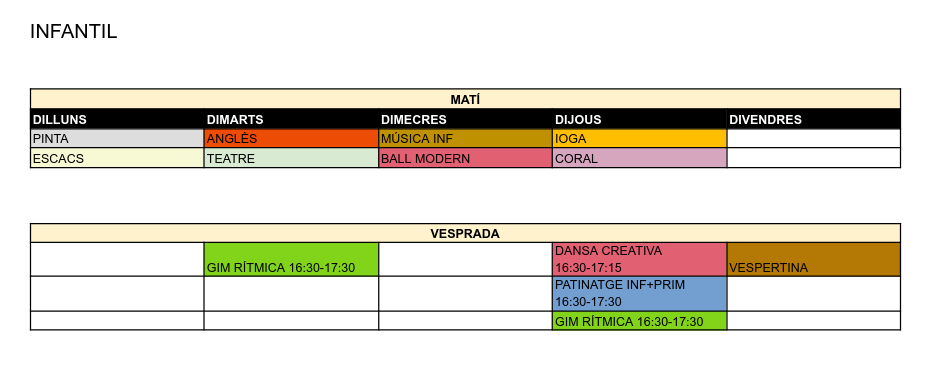 INFANTIL
MATÍ
DILLUNS DIMARTS DIMECRES DIJOUS DIVENDRES
PINTA ANGLÉS MÚSICA INF IOGA
ESCACS TEATRE BALL MODERN CORAL
VESPRADA
GIM RÍTMICA 16:30-17:30 DANSA CREATIVA 16:30-17:15 VESPERTINA
PATINATGE INF+PRIM 16:30-17:30
GIM RÍTMICA 16:30-17:30